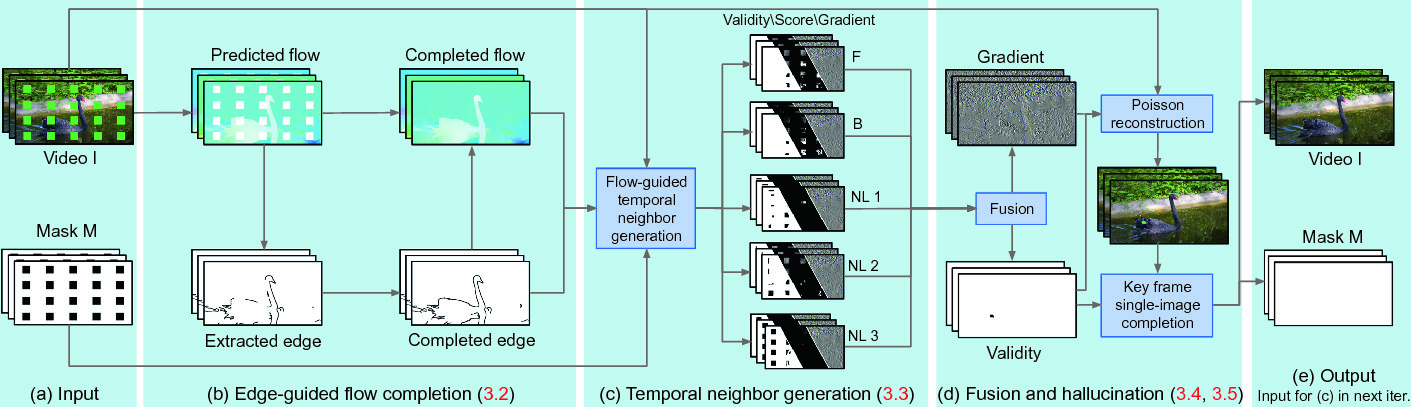 Video I
Mask M
(a) Input
Predicted flow
Completed flow
Extracted edge
Completed edge
(b) Edge-guided flow completion (3.2)
Flow-guided
temporal
neighbor
generation
Validity\Score\Gradient
F
B
NL 1
NL 2
NL 3
(c) Temporal neighbor generation (3.3)
Gradient
Fusion
Validity
Poisson
reconstruction
Key frame
single-image
completion
(d) Fusion and hallucination (3.4, 3.5)
Video I
Mask M
(e) Output
Input for (c) in next iter.